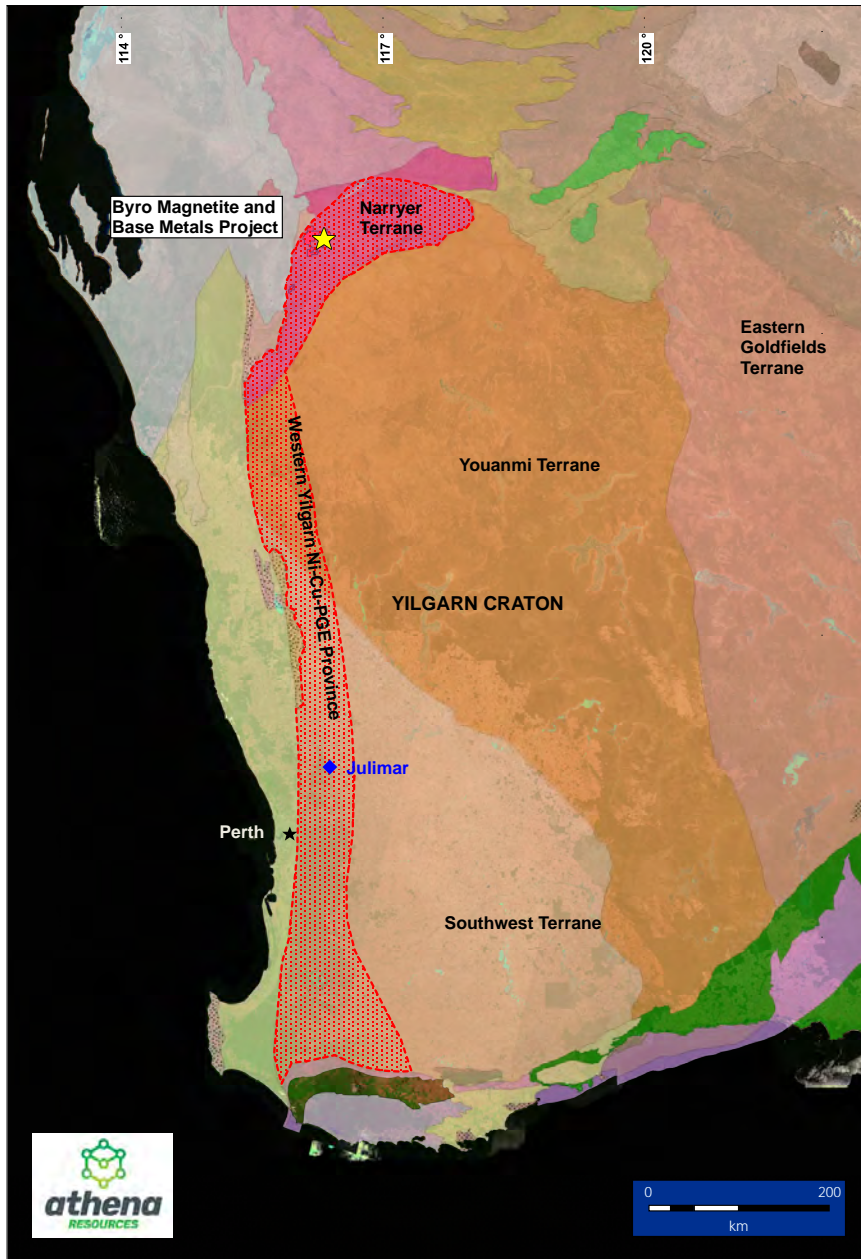 114 °
117 °
120 °
Byro Magnetite and
Base Metals Project
Narryer
Terrane
Eastern
Goldfields
Terrane
Western Yilgarn Ni-Cu-PGE Province
Youanmi Terrane
YILGARN CRATON
Julimar
Perth
Southwest Terrane
athena
RESOURCES
0 200
km